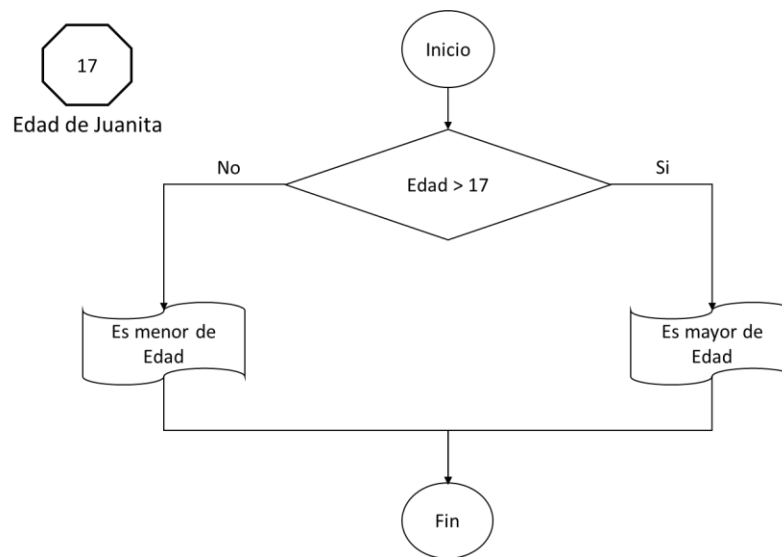 Inicio
17
Edad de Juanita
No
Edad > 17
Si
Es menor de
Edad
Es mayor de
Edad
Fin